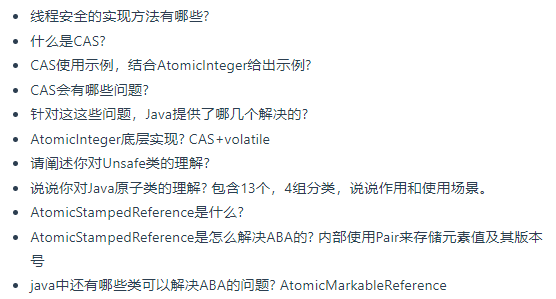 线程安全的实现方法有哪些?
什么是CAS?
CAS使用示例，结合AtomicInteger给出示例?
CAS会有哪些问题?
针对这这些问题，Java提供了哪几个解决的?
AtomicInteger底层实现? CAS+volatile
请阐述你对Unsafe类的理解?
说说你对Java原子类的理解? 包含13个，4组分类，说说作用和使用场景。
AtomicStampedReference是什么?
AtomicStampedReference是怎么解决ABA的? 内部使用Pair来存储元素值及其版本
号
java中还有哪些类可以解决ABA的问题? AtomicMarkableReference